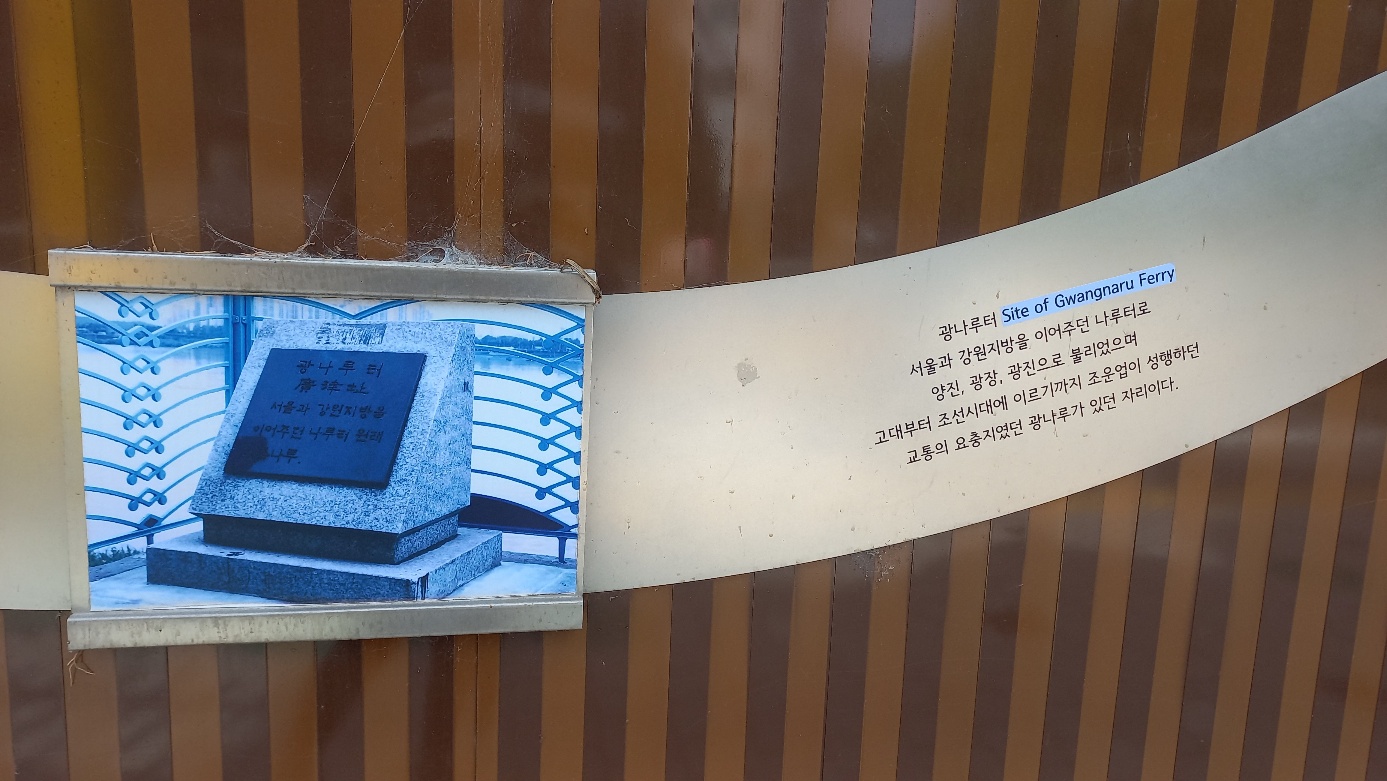 광나루터
廣津址
서울과 강원지방을
이어주던 나루터 원래
나루.
광나루터 Site of Gwangnaru Ferry
서울과 강원지방을 이어주던 나루터로
양진, 광장, 광진으로 불리었으며
고대부터 조선시대에 이르기까지 조운업이 성행하던
교통의 요충지였던 광나루가 있던 자리이다.